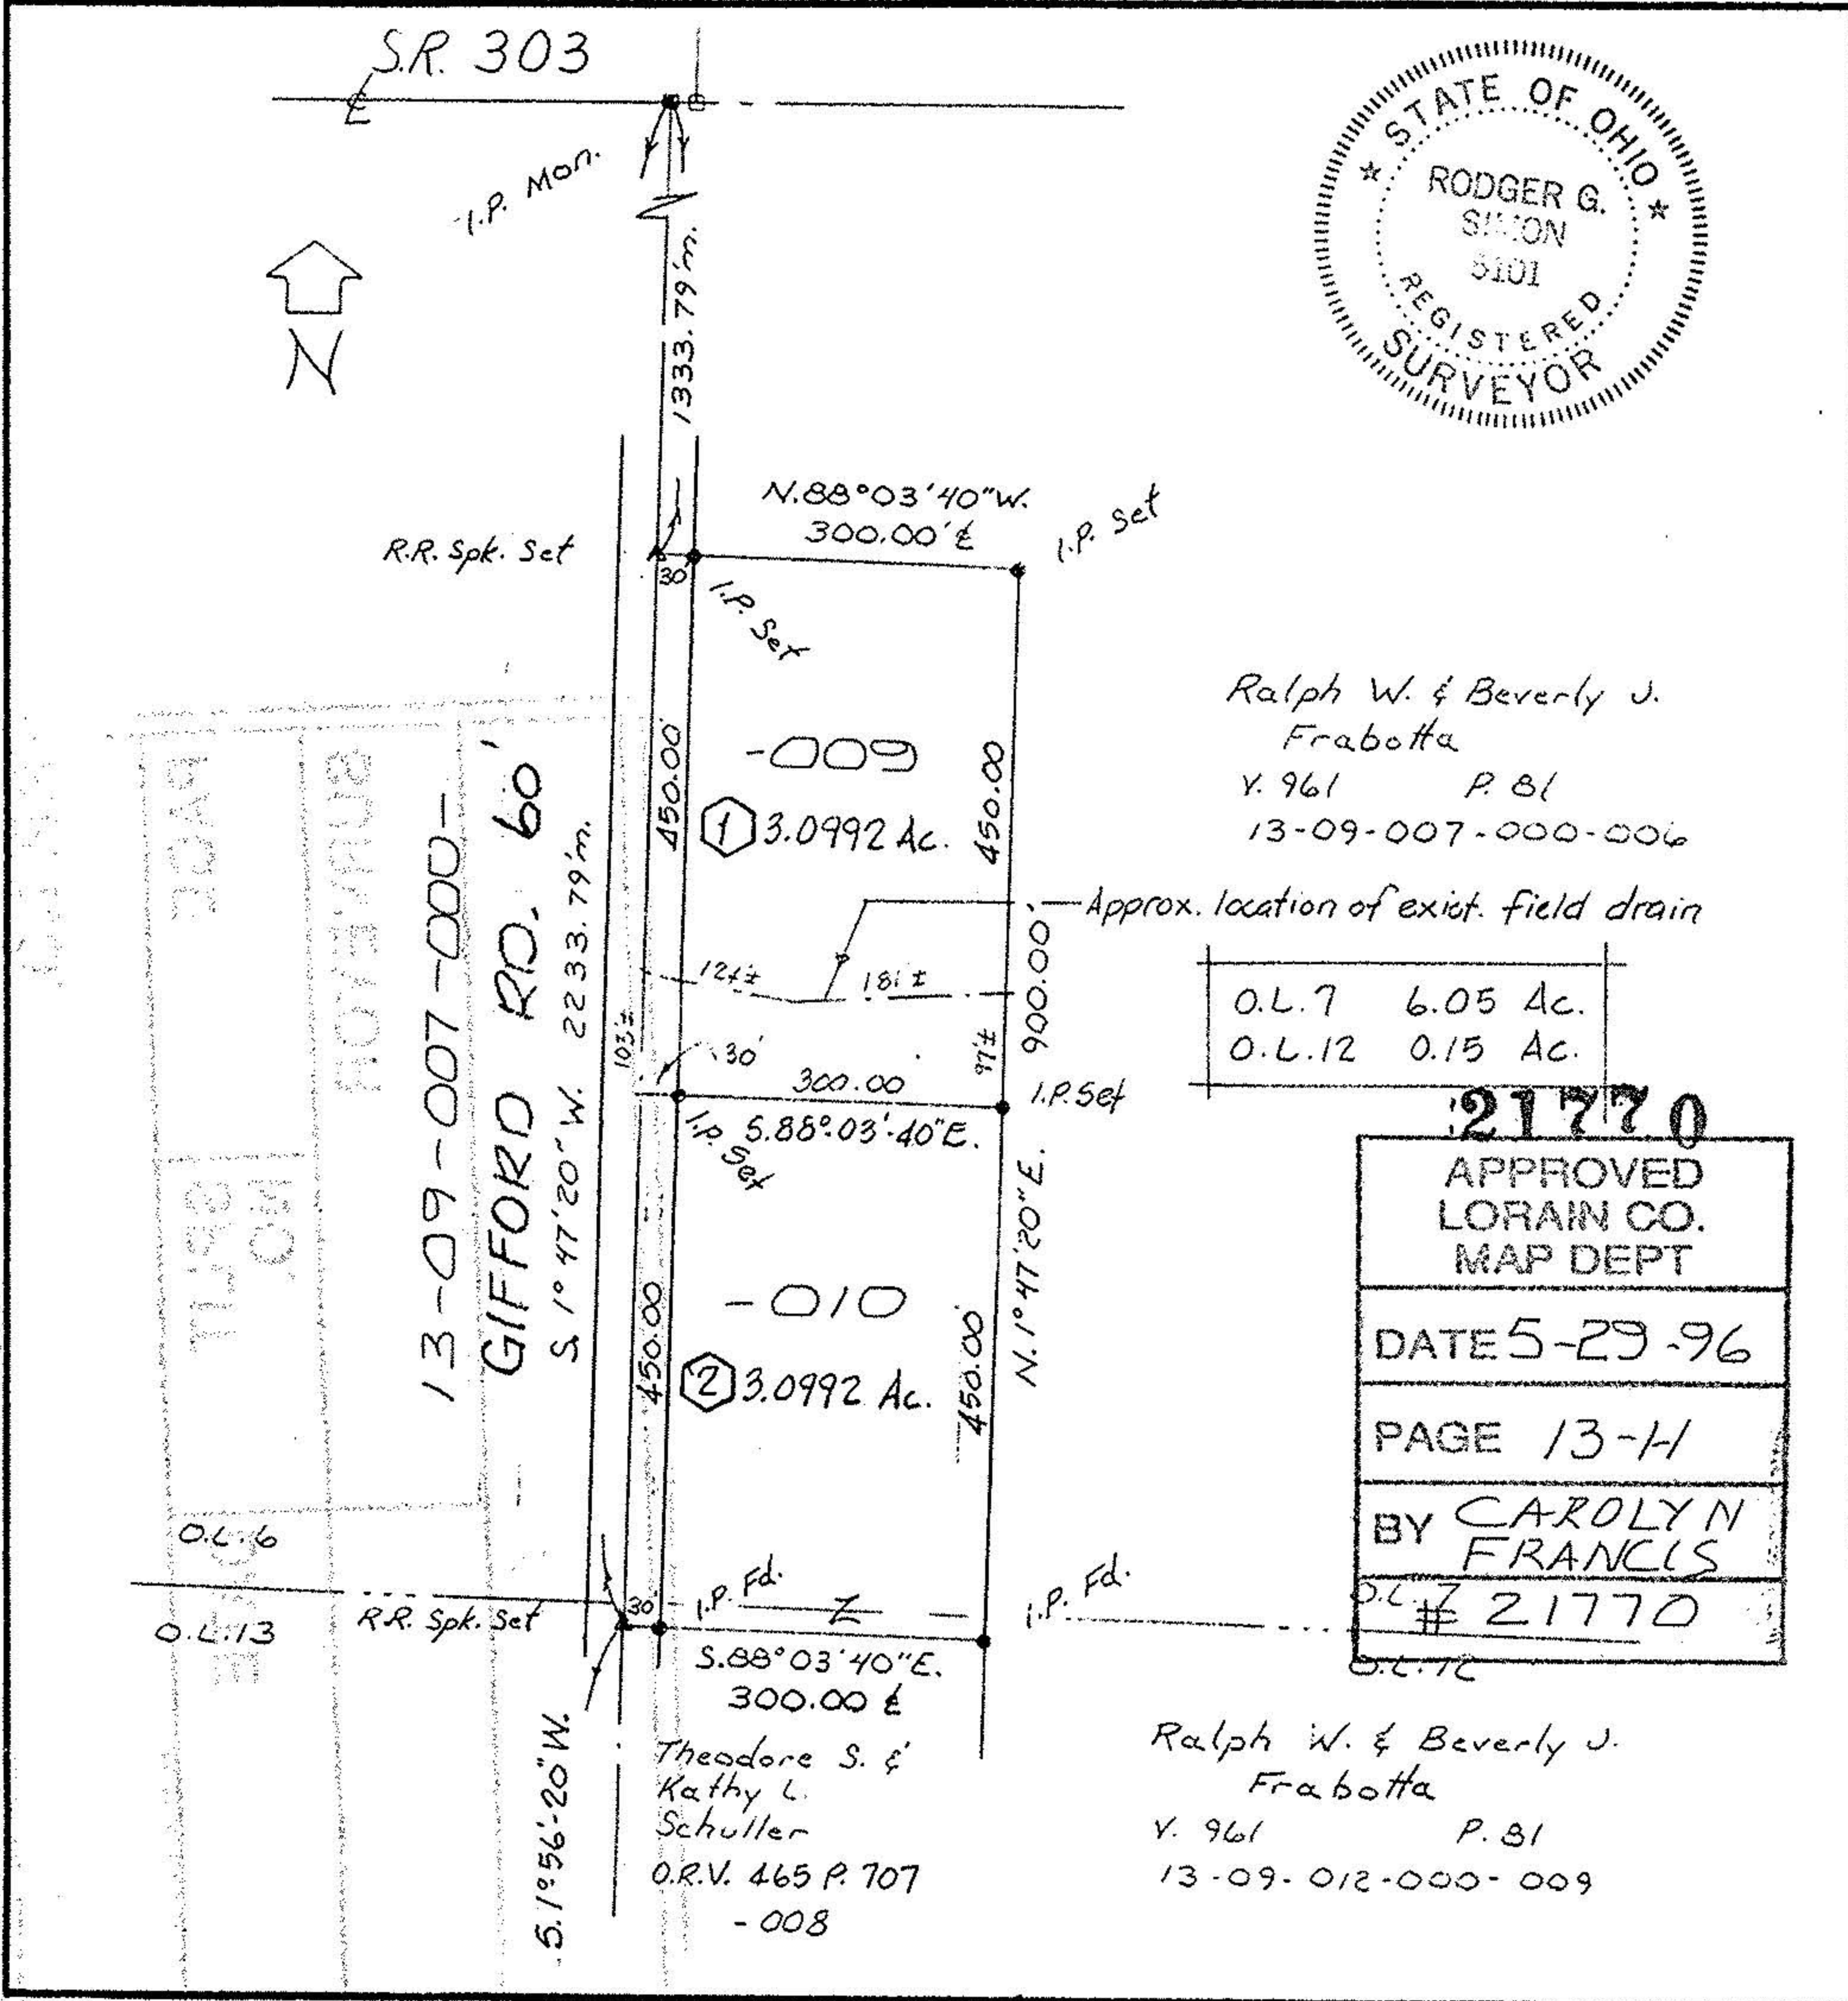 S.R. 303
I.P. Mon.
N
1333.79'm.
STATE OF OHIO
RODGER G.
REGISTERED
SURVEYOR
N.88°03'40"W.
300.00'
I.P. Set
R.R. Spk. Set
30'
I.P. Set
450.00'
-009
1 3.0992 Ac.
450.00
Ralph W. & Beverly J.
Frabotta
V. 961 P. 81
13-09-007-000-006
Approx. location of exist. field drain
181'±
103'±
30'
97'±
900.00'
300.00
S.88°-03'-40"E.
I.P. Set
I.P. Set
13-09-007-000-
GIFFORD RD. 60'
S. 1°47'20"W. 2233.79'm.
O.L.7 6.05 Ac.
O.L.12 0.15 Ac.
21770
APPROVED
LORAIN CO.
MAP DEPT
DATE 5-29-96
PAGE 13-H
BY CAROLYN
FRANCIS
# 21770
O.L.7
O.L.12
-010
2 3.0992 Ac.
450.00
450.00'
N. 1°47'20"E.
O.L.6
O.L.13
R.R. Spk. Set
30'
I.P. Fd.
I.P. Fd.
S.88°03'40"E.
300.00
S.1°56'-20"W.
Theodore S. &
Kathy L.
Schuller
O.R.V. 465 P. 707
-008
Ralph W. & Beverly J.
Frabotta
V. 961 P. 81
13-09-012-000-009